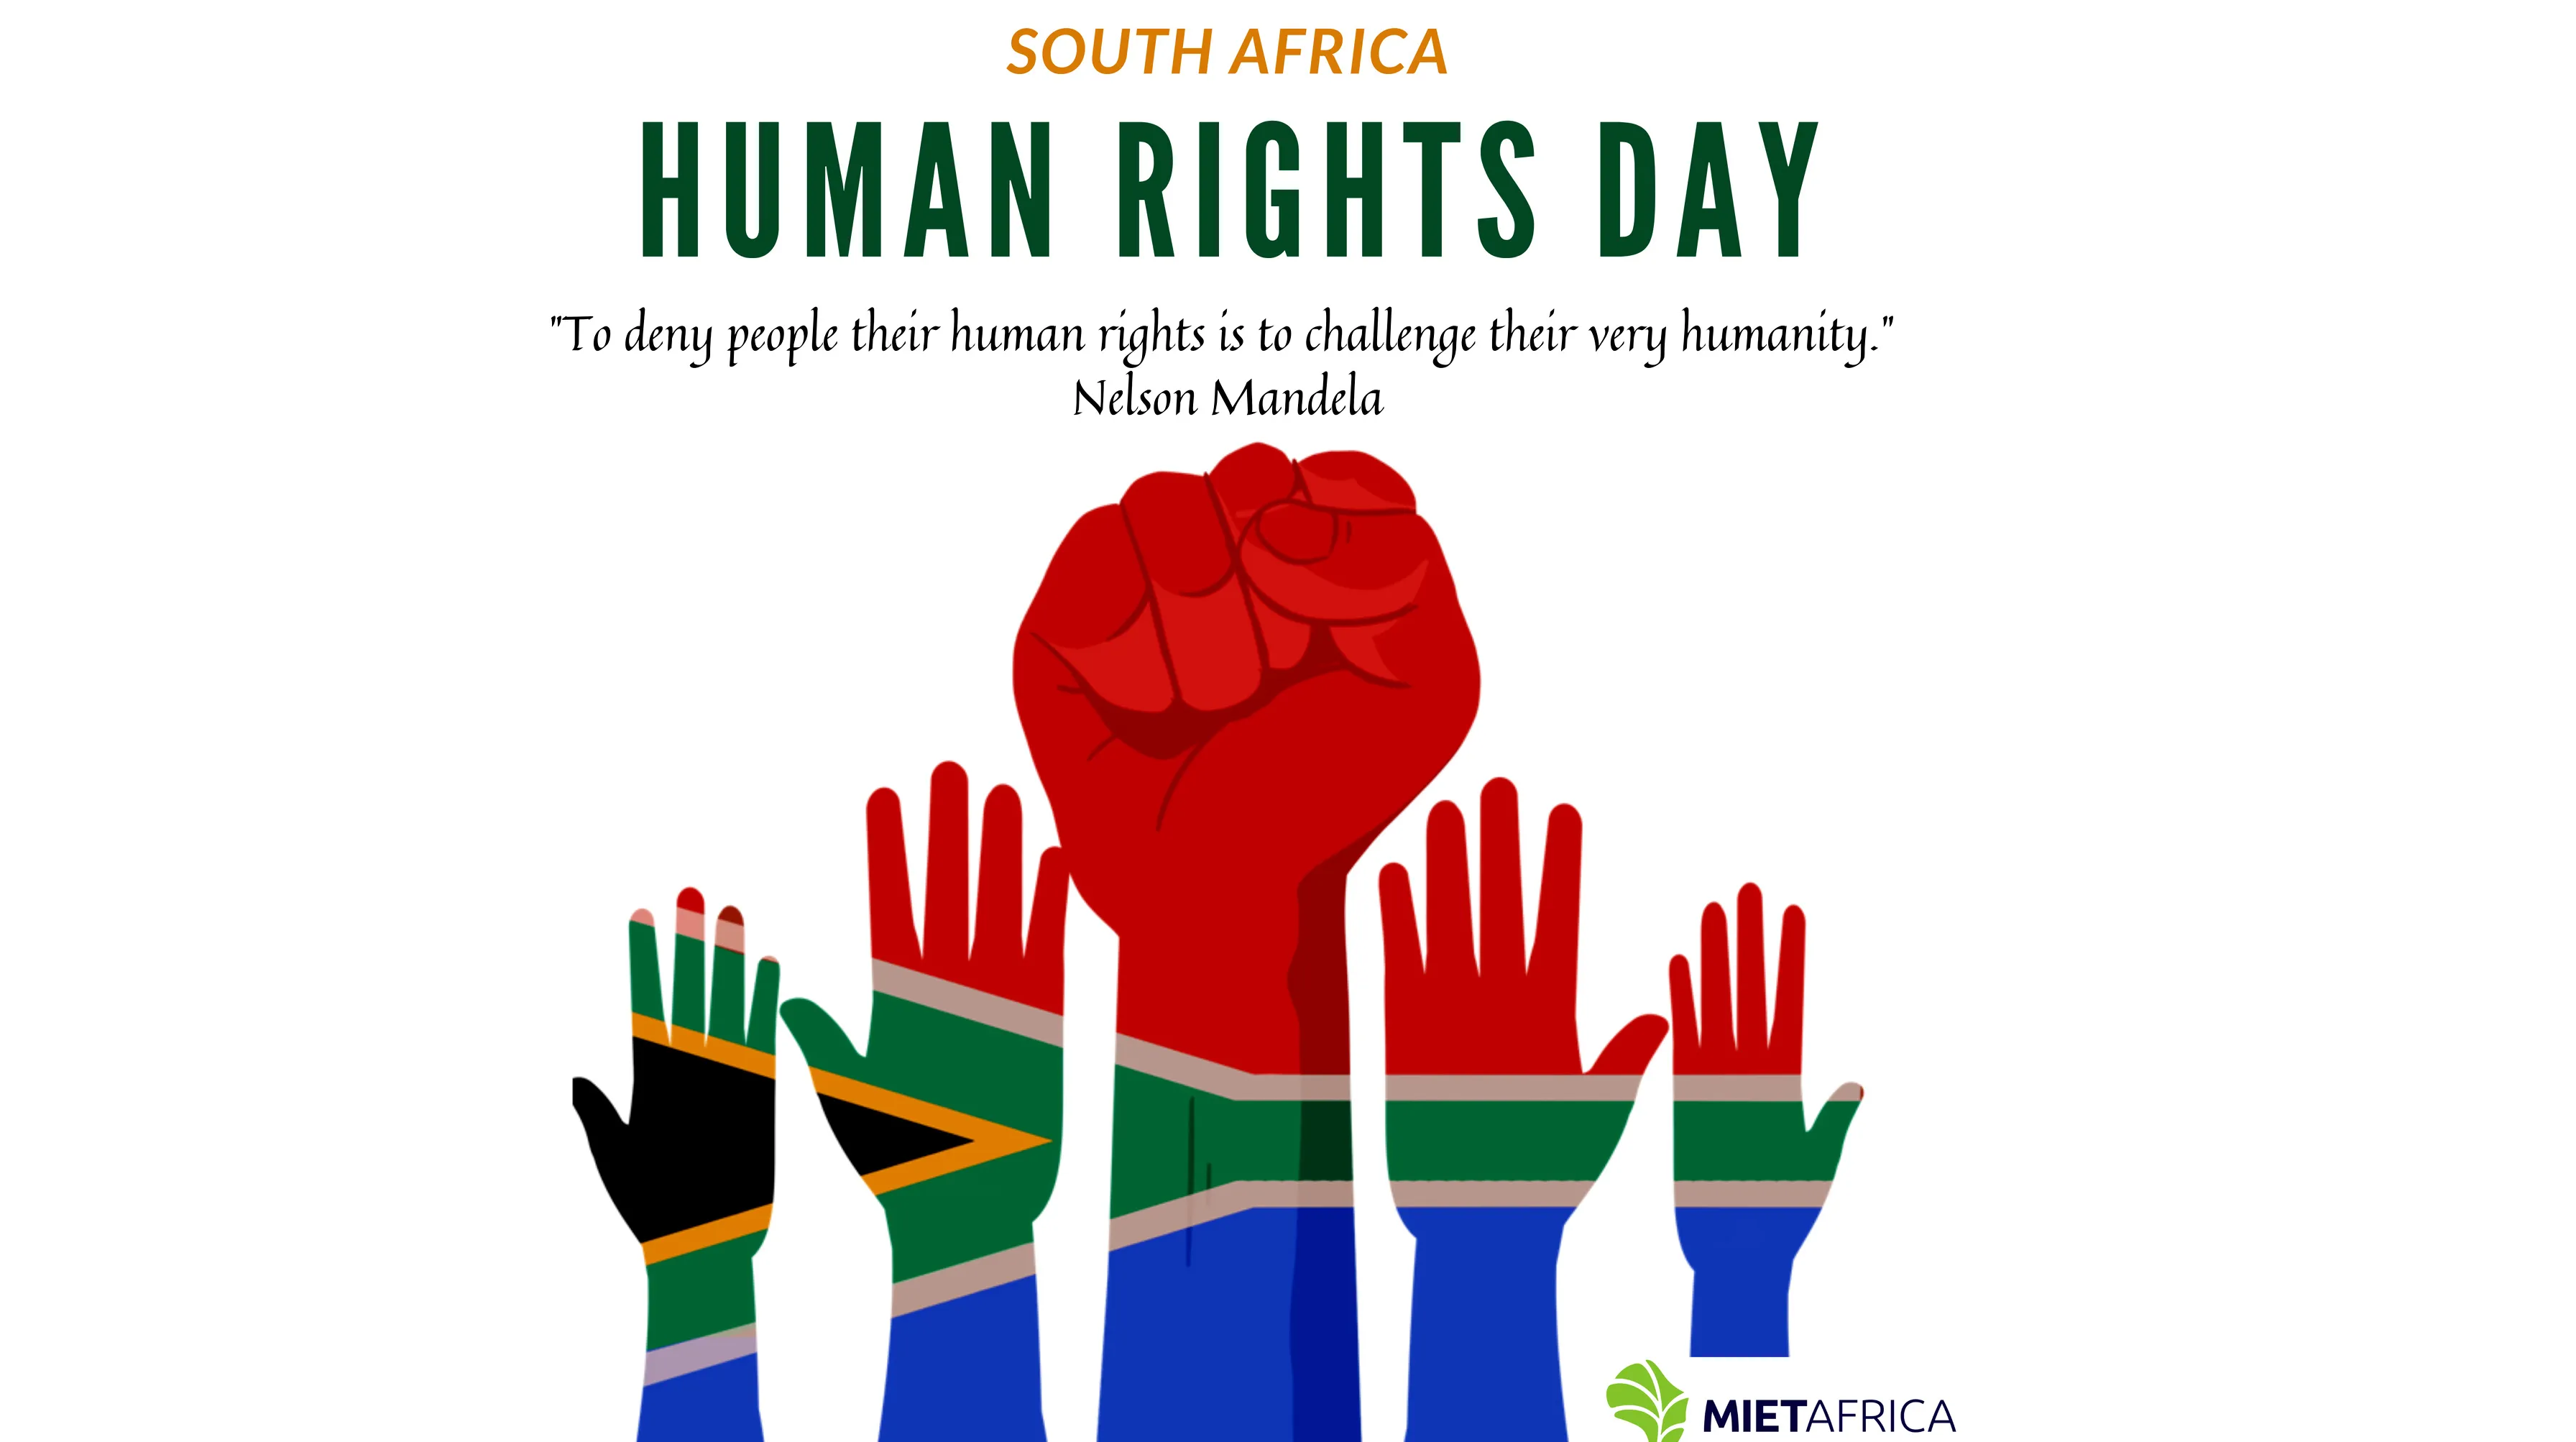 SOUTH AFRICA
HUMAN RIGHTS DAY
"To deny people their human rights is to challenge their very humanity."
Nelson Mandela
MIETAFRICA